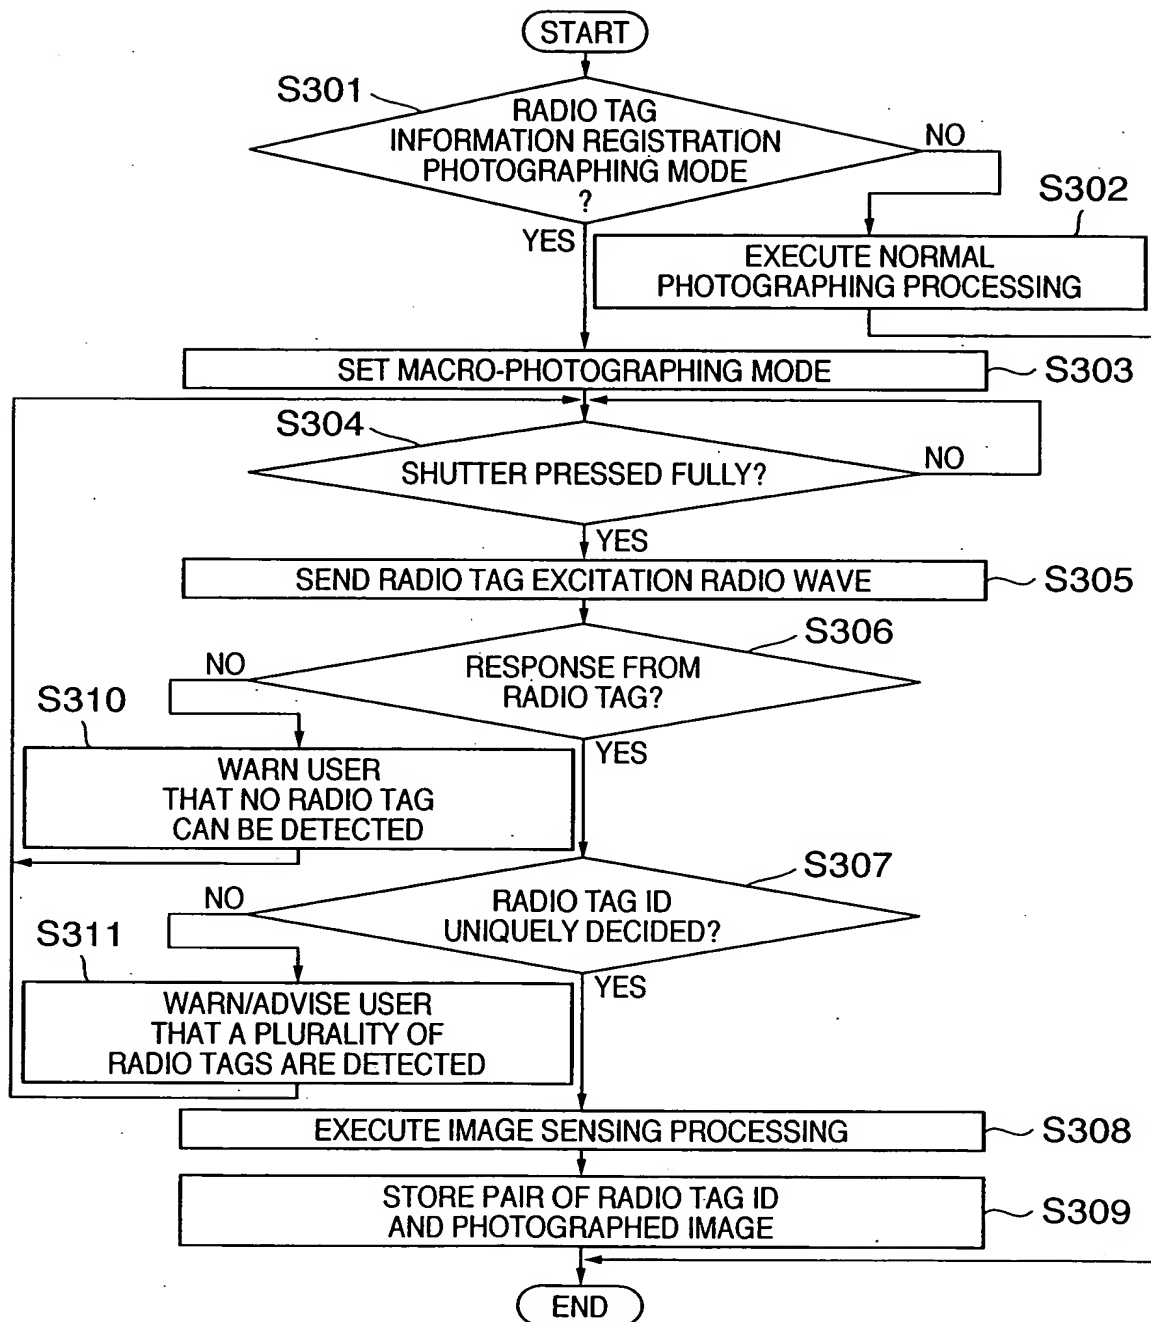 START
S301
RADIO TAG
INFORMATION REGISTRATION
PHOTOGRAPHING MODE
?
NO
YES
S302
EXECUTE NORMAL
PHOTOGRAPHING PROCESSING
SET MACRO-PHOTOGRAPHING MODE
S303
S304
SHUTTER PRESSED FULLY?
NO
YES
SEND RADIO TAG EXCITATION RADIO WAVE
S305
S306
RESPONSE FROM
RADIO TAG?
NO
YES
S310
WARN USER
THAT NO RADIO TAG
CAN BE DETECTED
S307
RADIO TAG ID
UNIQUELY DECIDED?
NO
YES
S311
WARN/ADVISE USER
THAT A PLURALITY OF
RADIO TAGS ARE DETECTED
EXECUTE IMAGE SENSING PROCESSING
S308
STORE PAIR OF RADIO TAG ID
AND PHOTOGRAPHED IMAGE
S309
END